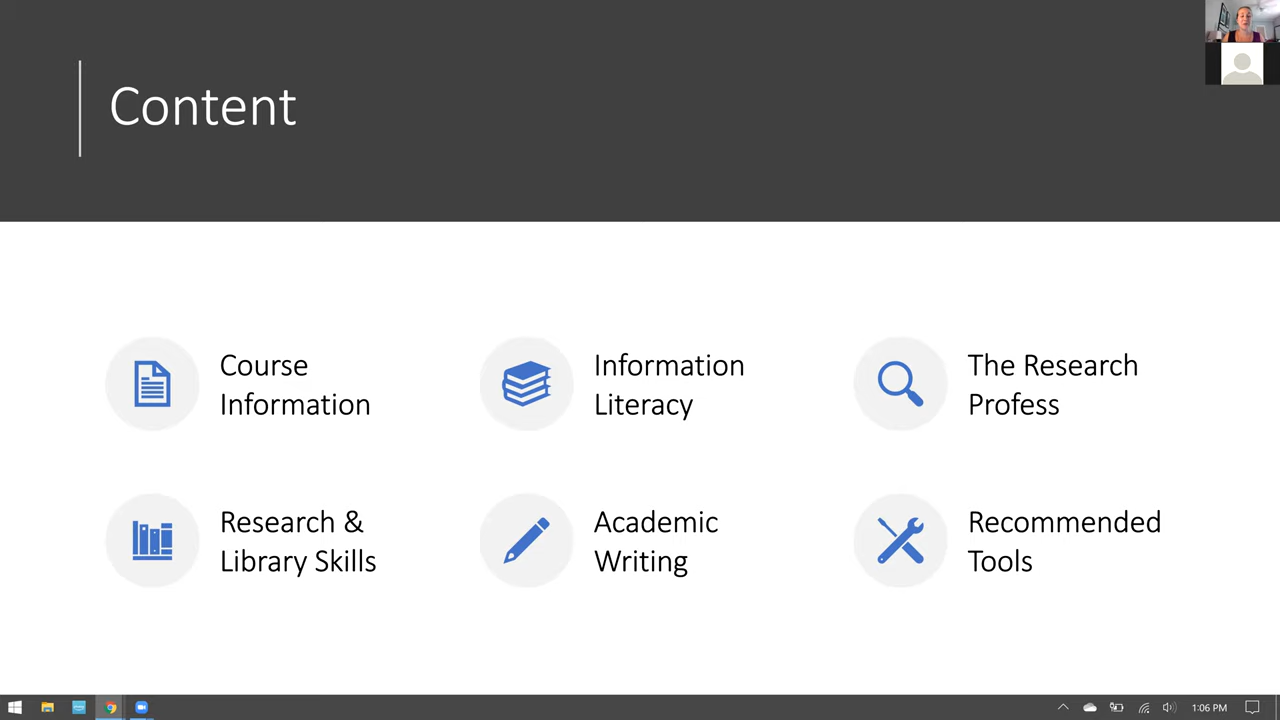 Content
Course
Information
Information
Literacy
The Research
Profess
Research &
Library Skills
Academic
Writing
Recommended
Tools
1:06 PM